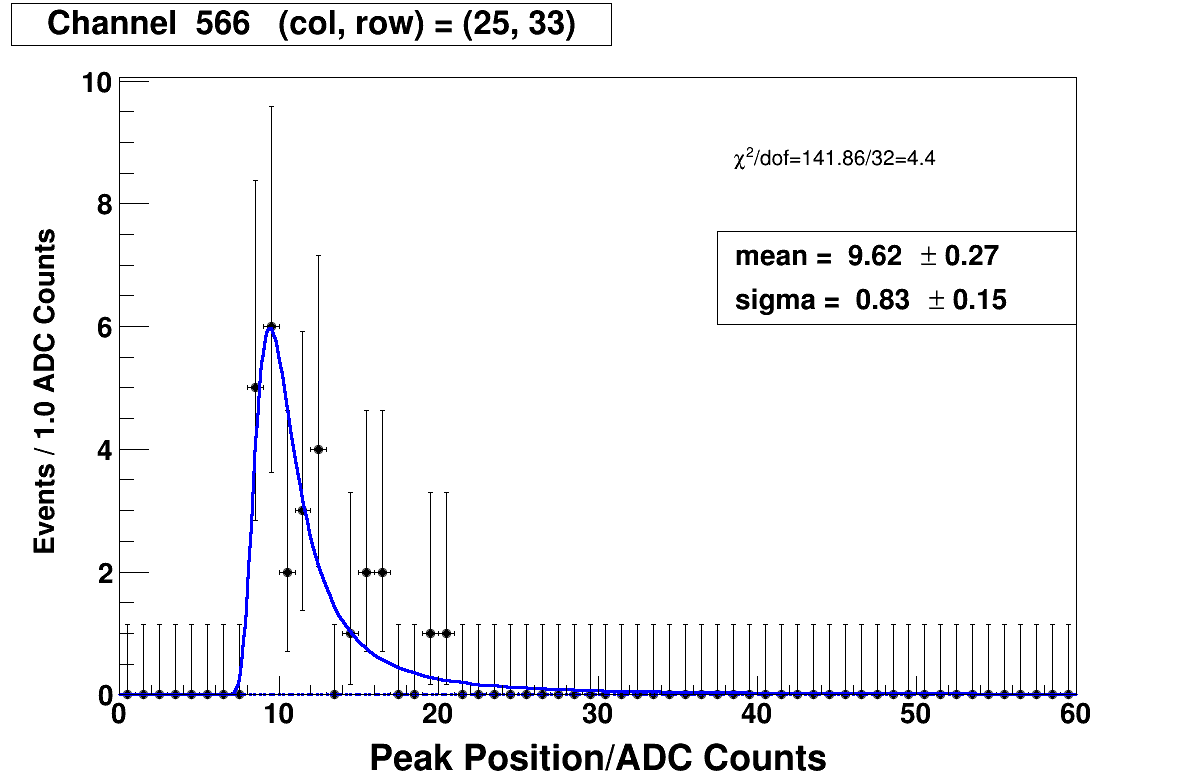 Channel 566 (col, row) = (25, 33)
10
χ²/dof=141.86/32=4.4
8
mean = 9.62 ± 0.27
sigma = 0.83 ± 0.15
6
4
2
0
Events / 1.0 ADC Counts
0 10 20 30 40 50 60
Peak Position/ADC Counts